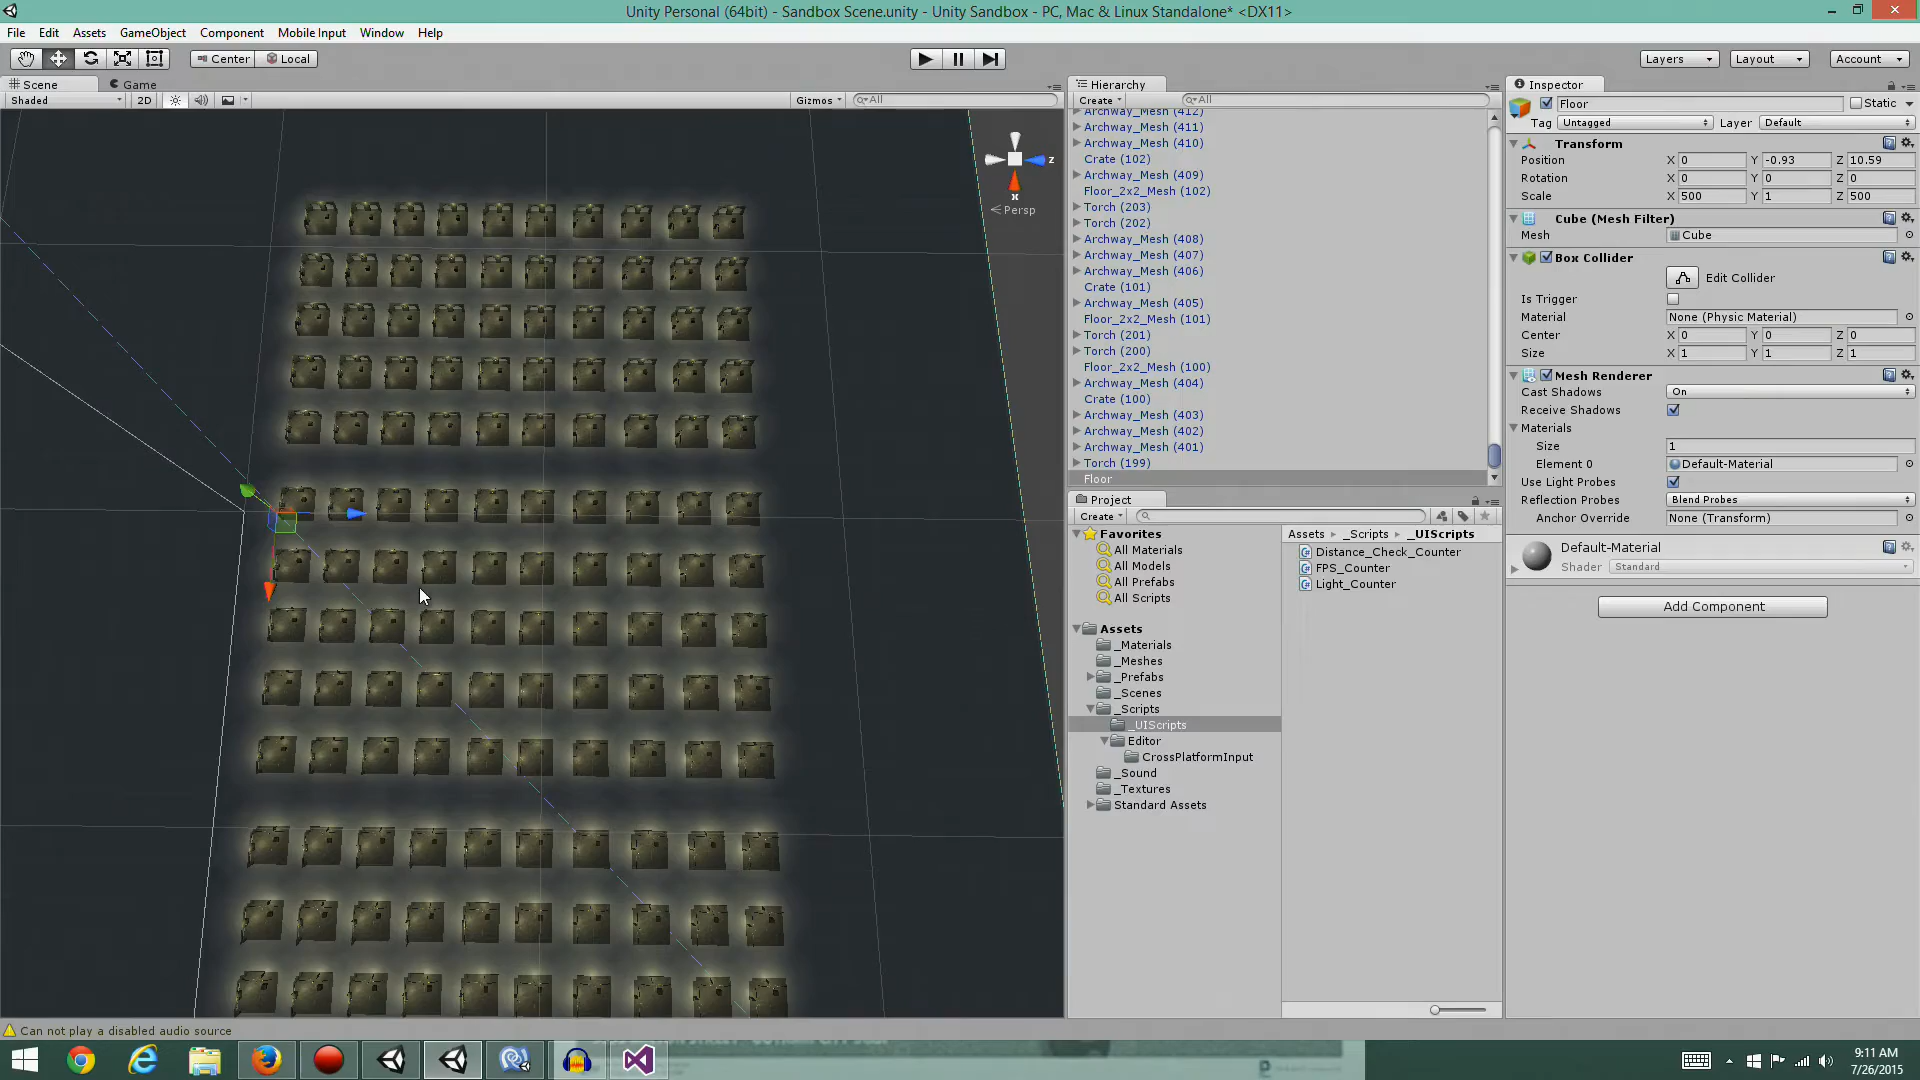 Unity Personal (64bit) - Sandbox Scene.unity - Unity Sandbox - PC, Mac & Linux Standalone* <DX11>
File Edit Assets GameObject Component Mobile Input Window Help
Center Local
Layers Layout Account
Scene Game
Shaded 2D Gizmos All
z
x
Persp
Hierarchy
Create All
Archway_Mesh (412)
Archway_Mesh (411)
Archway_Mesh (410)
Crate (102)
Archway_Mesh (409)
Floor_2x2_Mesh (102)
Torch (203)
Torch (202)
Archway_Mesh (408)
Archway_Mesh (407)
Archway_Mesh (406)
Crate (101)
Archway_Mesh (405)
Floor_2x2_Mesh (101)
Torch (201)
Torch (200)
Floor_2x2_Mesh (100)
Archway_Mesh (404)
Crate (100)
Archway_Mesh (403)
Archway_Mesh (402)
Archway_Mesh (401)
Torch (199)
Floor
Project
Create
Favorites
All Materials
All Models
All Prefabs
All Scripts
Assets
_Materials
_Meshes
_Prefabs
_Scenes
_Scripts
_UIScripts
Editor
CrossPlatformInput
_Sound
_Textures
Standard Assets
Assets _Scripts _UIScripts
Distance_Check_Counter
FPS_Counter
Light_Counter
Inspector
Floor Static
Tag Untagged Layer Default
Transform
Position X 0 Y -0.93 Z 10.59
Rotation X 0 Y 0 Z 0
Scale X 500 Y 1 Z 500
Cube (Mesh Filter)
Mesh Cube
Box Collider
Edit Collider
Is Trigger
Material None (Physic Material)
Center X 0 Y 0 Z 0
Size X 1 Y 1 Z 1
Mesh Renderer
Cast Shadows On
Receive Shadows
Materials
Size 1
Element 0 Default-Material
Use Light Probes
Reflection Probes Blend Probes
Anchor Override None (Transform)
Default-Material
Shader Standard
Add Component
Can not play a disabled audio source
9:11 AM
7/26/2015